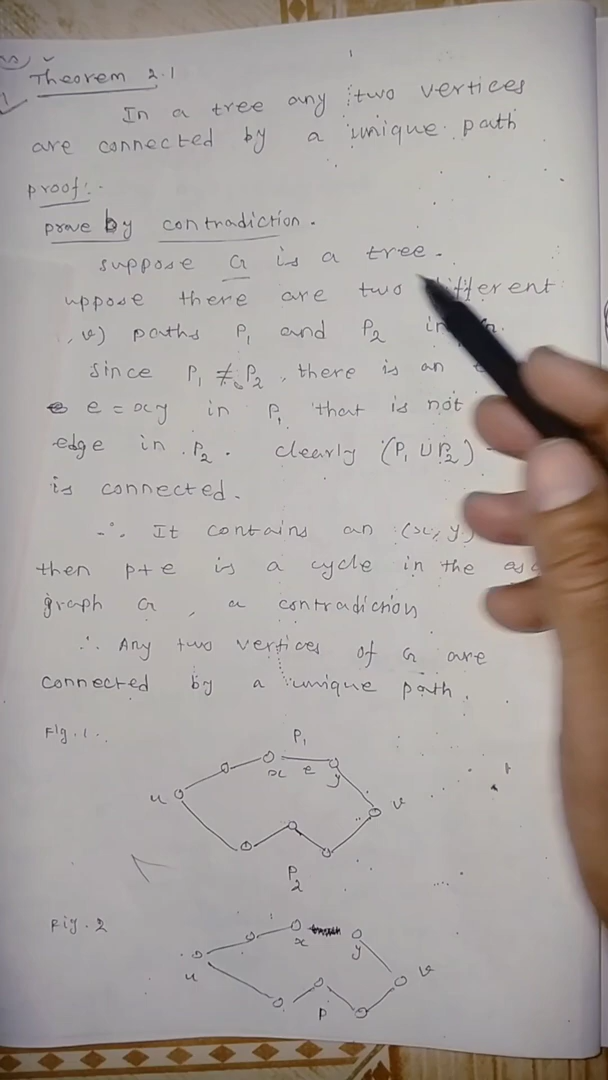 Theorem 2.1
1
In a tree any two vertices
are connected by a unique path
proof:-
prove by contradiction.
suppose G is a tree.
uppose there are two different
, v) paths P1 and P2 in G.
Since P1 ≠ P2, there is an
e = xy in P1 that is not
edge in P2. clearly (P1 U P2) -
is connected.
∴ It contains an (x, y)
then p+e is a cycle in the
graph G, a contradicion
∴ Any two vertices of G are
connected by a unique path.
Fig.1.
P1
x e y
u v
P2
Fig.2
x y
u v
P